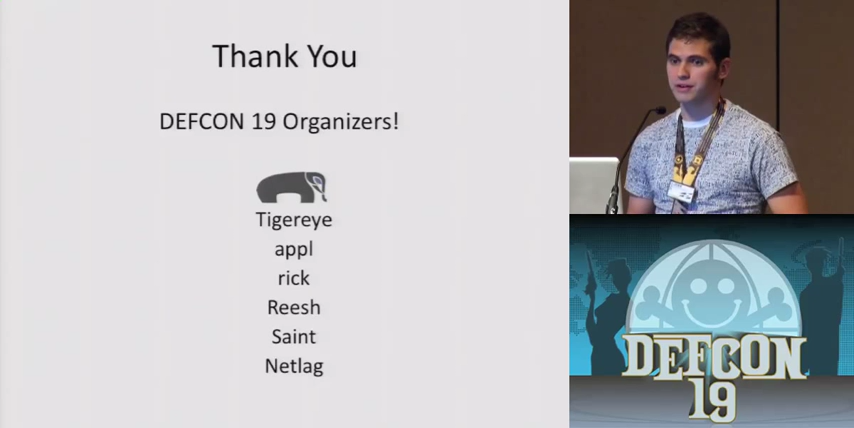 Thank You
DEFCON 19 Organizers!
Tigereye
appl
rick
Reesh
Saint
Netlag
DEFCON
19